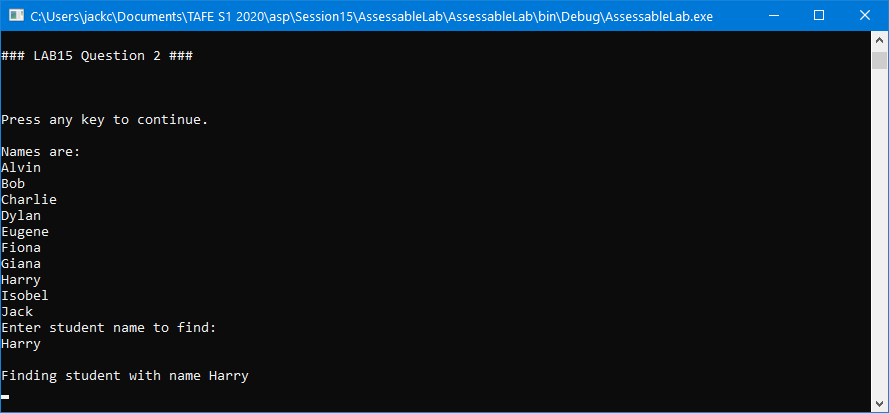 C:\Users\jackc\Documents\TAFE S1 2020\asp\Session15\AssessableLab\AssessableLab\bin\Debug\AssessableLab.exe
### LAB15 Question 2 ###
Press any key to continue.
Names are:
Alvin
Bob
Charlie
Dylan
Eugene
Fiona
Giana
Harry
Isobel
Jack
Enter student name to find:
Harry
Finding student with name Harry